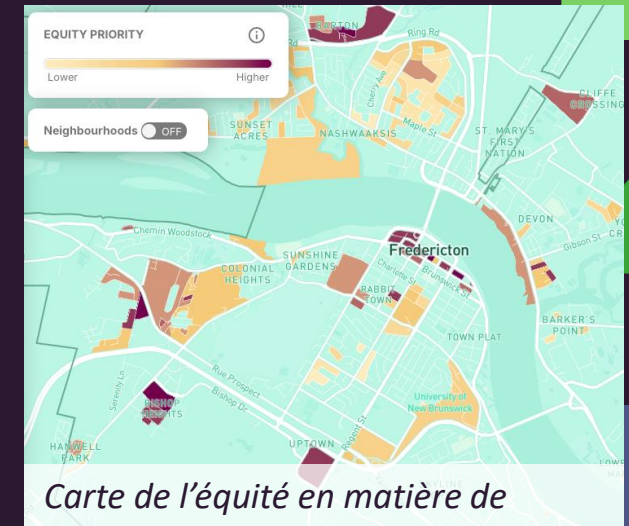 EQUITY PRIORITY
Lower Higher
Neighbourhoods OFF
BARTON
Ring Rd
Rd
Cherry Ave
Maple St
CLIFFE
CROSSING
SUNSET
ACRES
NASHWAAKSIS
ST. MARY'S
FIRST
NATION
DEVON
Gibson St
Chemin Woodstock
Fredericton
SUNSHINE
GARDENS
COLONIAL
HEIGHTS
Charlotte St
Brunswick St
RABBIT
TOWN
BARKER'S
POINT
TOWN PLAT
Rue Prospect
Bishop Dr
Serenity Ln
University of
New Brunswick
BISHOP
HEIGHTS
Regent St
UPTOWN
HANWELL
PARK
Carte de l'équité en matière de